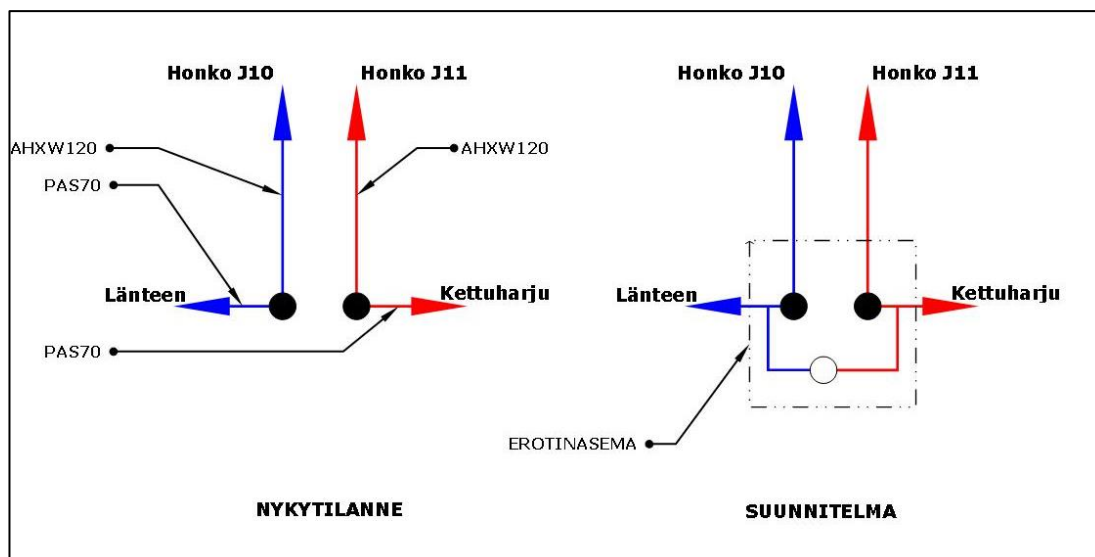 Honko J10 Honko J11 Honko J10 Honko J11
AHXW120 AHXW120
PAS70
Länteen Kettuharju Länteen Kettuharju
PAS70
EROTINASEMA
NYKYTILANNE SUUNNITELMA